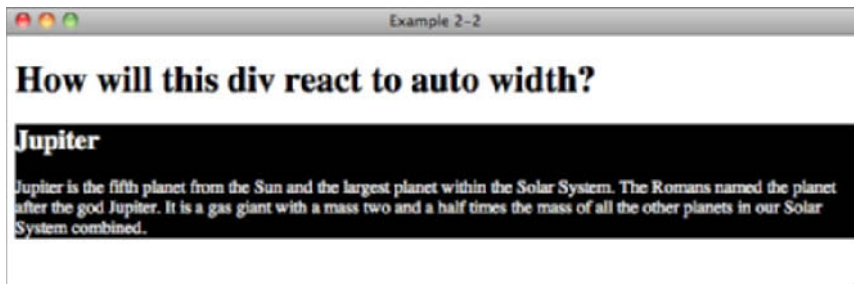 Example 2-2
How will this div react to auto width?
Jupiter
Jupiter is the fifth planet from the Sun and the largest planet within the Solar System. The Romans named the planet
after the god Jupiter. It is a gas giant with a mass two and a half times the mass of all the other planets in our Solar
System combined.